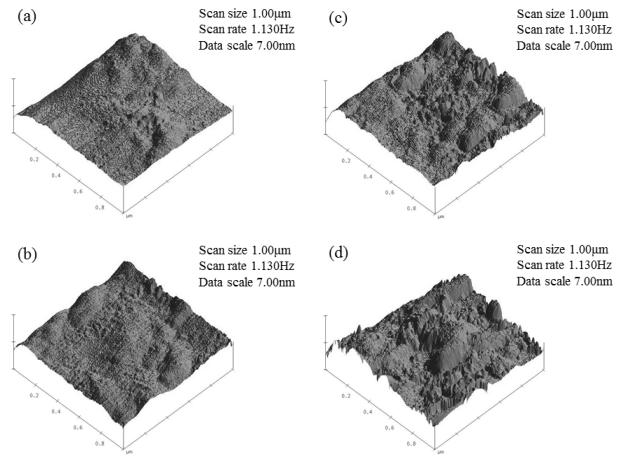 (a)
Scan size 1.00μm
Scan rate 1.130Hz
Data scale 7.00nm
0.2
0.4
0.6
0.8
μm
(c)
Scan size 1.00μm
Scan rate 1.130Hz
Data scale 7.00nm
0.2
0.4
0.6
0.8
μm
(b)
Scan size 1.00μm
Scan rate 1.130Hz
Data scale 7.00nm
0.2
0.4
0.6
0.8
μm
(d)
Scan size 1.00μm
Scan rate 1.130Hz
Data scale 7.00nm
0.2
0.4
0.6
0.8
μm